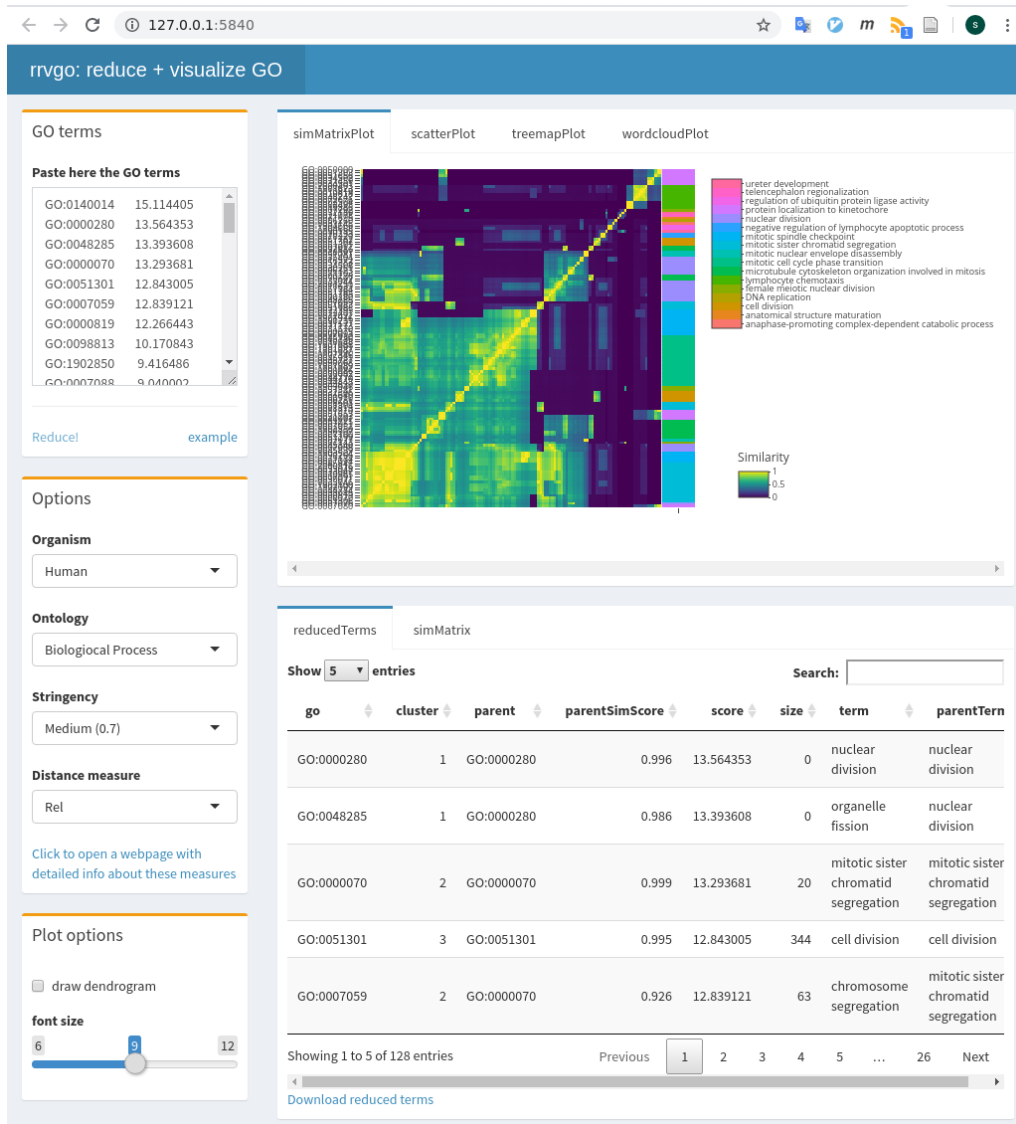 127.0.0.1:5840
m
1
s
rrvgo: reduce + visualize GO
GO terms
Paste here the GO terms
GO:0140014 15.114405
GO:0000280 13.564353
GO:0048285 13.393608
GO:0000070 13.293681
GO:0051301 12.843005
GO:0007059 12.839121
GO:0000819 12.266443
GO:0098813 10.170843
GO:1902850 9.416486
GO:0007088 9.040002
Reduce! example
Options
Organism
Human
Ontology
Biologiocal Process
Stringency
Medium (0.7)
Distance measure
Rel
Click to open a webpage with
detailed info about these measures
Plot options
draw dendrogram
font size
6 9 12
simMatrixPlot scatterPlot treemapPlot wordcloudPlot
ureter development
telencephalon regionalization
regulation of ubiquitin protein ligase activity
protein localization to kinetochore
nuclear division
negative regulation of lymphocyte apoptotic process
mitotic spindle checkpoint
mitotic sister chromatid segregation
mitotic nuclear envelope disassembly
mitotic cell cycle phase transition
microtubule cytoskeleton organization involved in mitosis
lymphocyte chemotaxis
female meiotic nuclear division
DNA replication
cell division
anatomical structure maturation
anaphase-promoting complex-dependent catabolic process
Similarity
1
0.5
0
GO:0007080
reducedTerms simMatrix
Show 5 entries Search:
go cluster parent parentSimScore score size term parentTerm
GO:0000280 1 GO:0000280 0.996 13.564353 0 nuclear division nuclear division
GO:0048285 1 GO:0000280 0.986 13.393608 0 organelle fission nuclear division
GO:0000070 2 GO:0000070 0.999 13.293681 20 mitotic sister chromatid segregation mitotic sister chromatid segregation
GO:0051301 3 GO:0051301 0.995 12.843005 344 cell division cell division
GO:0007059 2 GO:0000070 0.926 12.839121 63 chromosome segregation mitotic sister chromatid segregation
Showing 1 to 5 of 128 entries Previous 1 2 3 4 5 … 26 Next
Download reduced terms